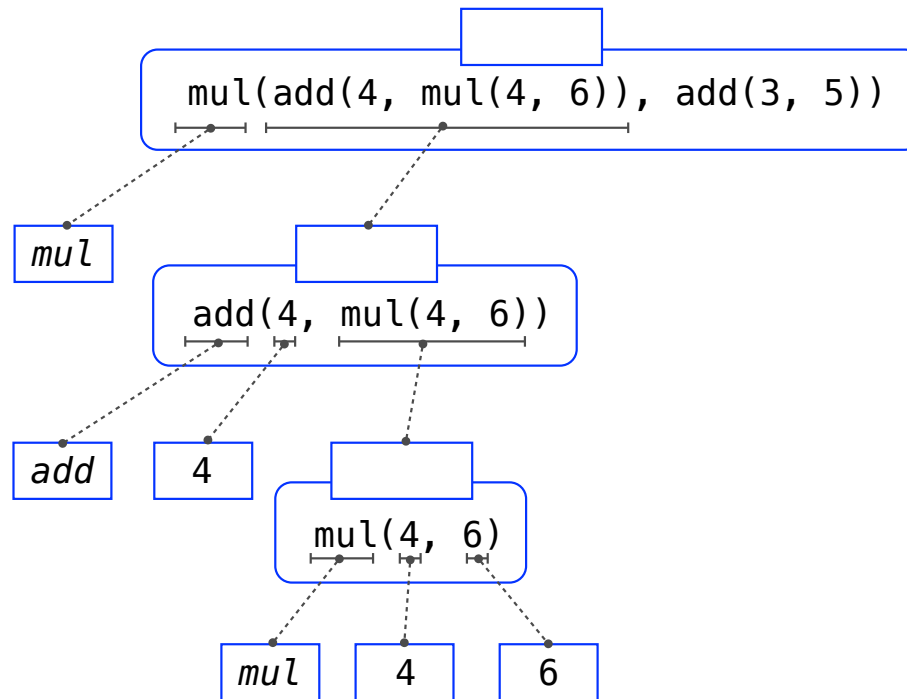 mul(add(4, mul(4, 6)), add(3, 5))
mul
add(4, mul(4, 6))
add
4
mul(4, 6)
mul
4
6